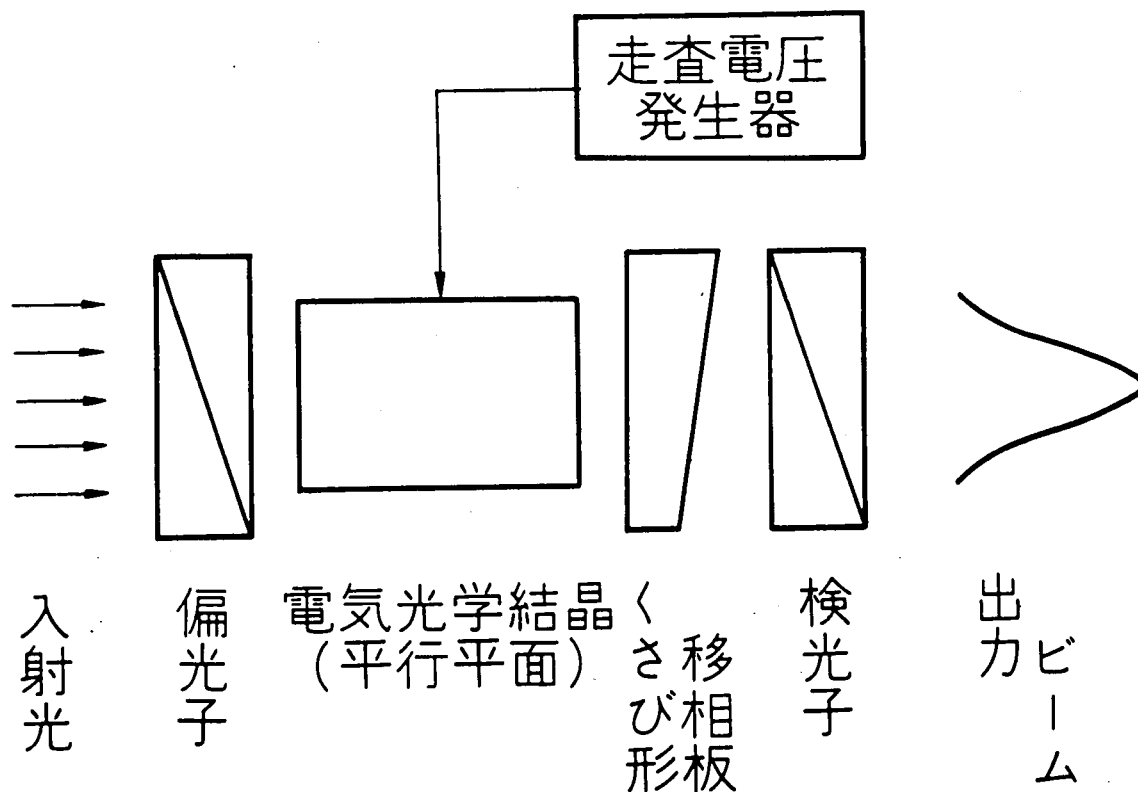 走査電圧
発生器
入射光
偏光子
電気光学結晶
(平行平面)
くさび形
移相板
検光子
出力
ビーム